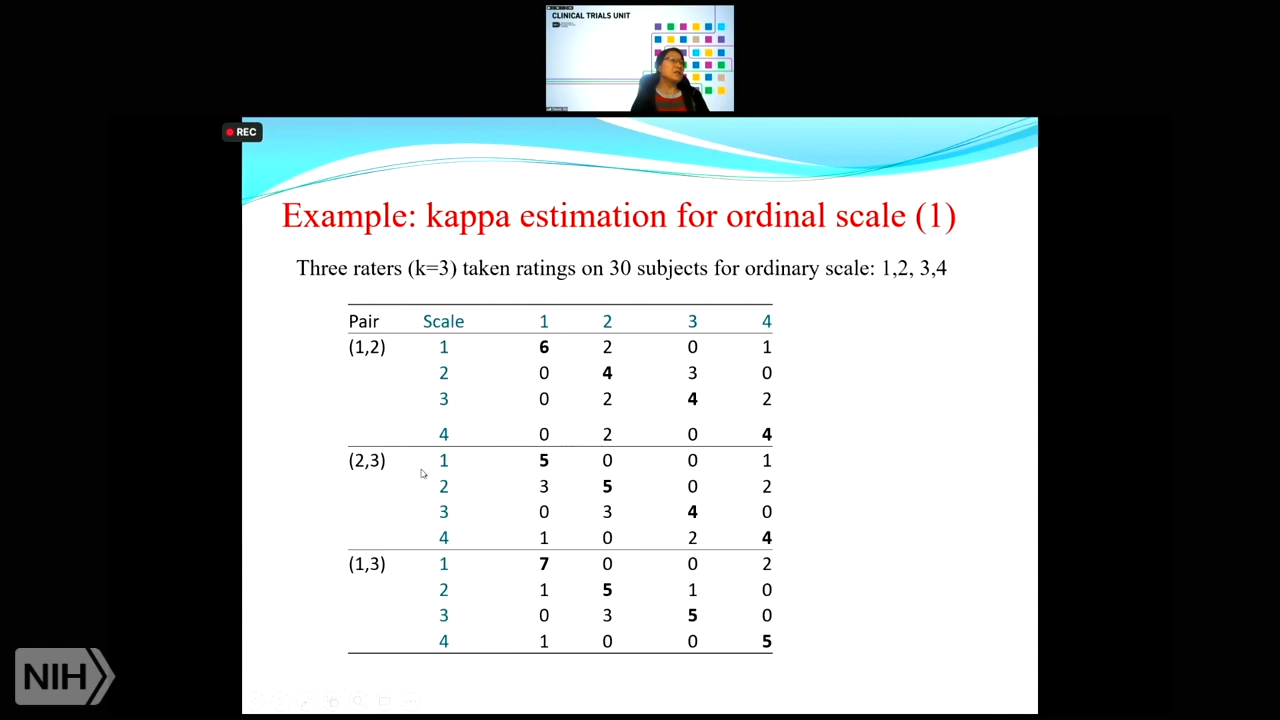 CLINICAL TRIALS UNIT
REC
Example: kappa estimation for ordinal scale (1)
Three raters (k=3) taken ratings on 30 subjects for ordinary scale: 1,2, 3,4
Pair Scale 1 2 3 4
(1,2) 1 6 2 0 1
2 0 4 3 0
3 0 2 4 2
4 0 2 0 4
(2,3) 1 5 0 0 1
2 3 5 0 2
3 0 3 4 0
4 1 0 2 4
(1,3) 1 7 0 0 2
2 1 5 1 0
3 0 3 5 0
4 1 0 0 5
NIH